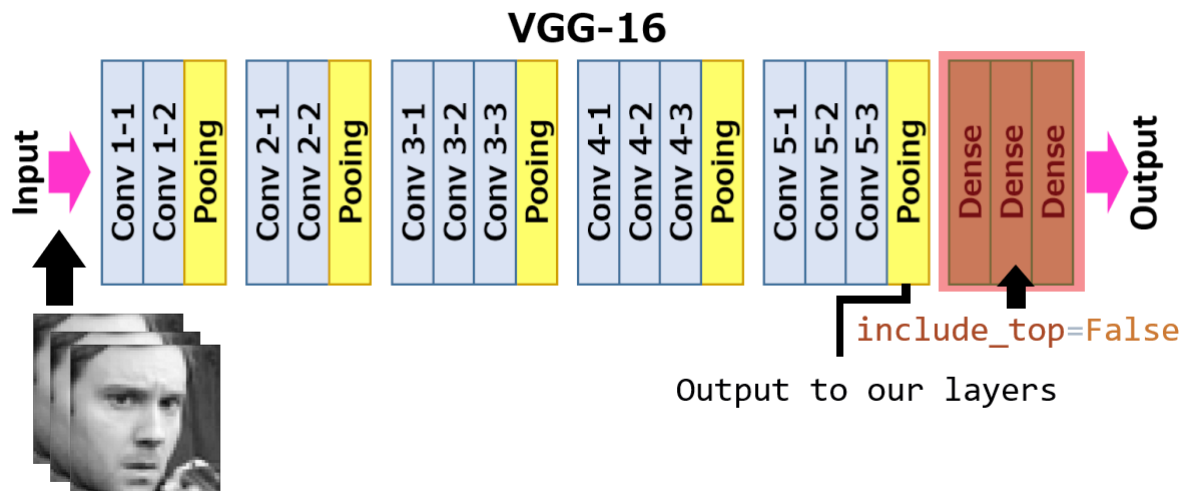 VGG-16
Input
Conv 1-1
Conv 1-2
Pooing
Conv 2-1
Conv 2-2
Pooing
Conv 3-1
Conv 3-2
Conv 3-3
Pooing
Conv 4-1
Conv 4-2
Conv 4-3
Pooing
Conv 5-1
Conv 5-2
Conv 5-3
Pooing
Dense
Dense
Dense
Output
include_top=False
Output to our layers